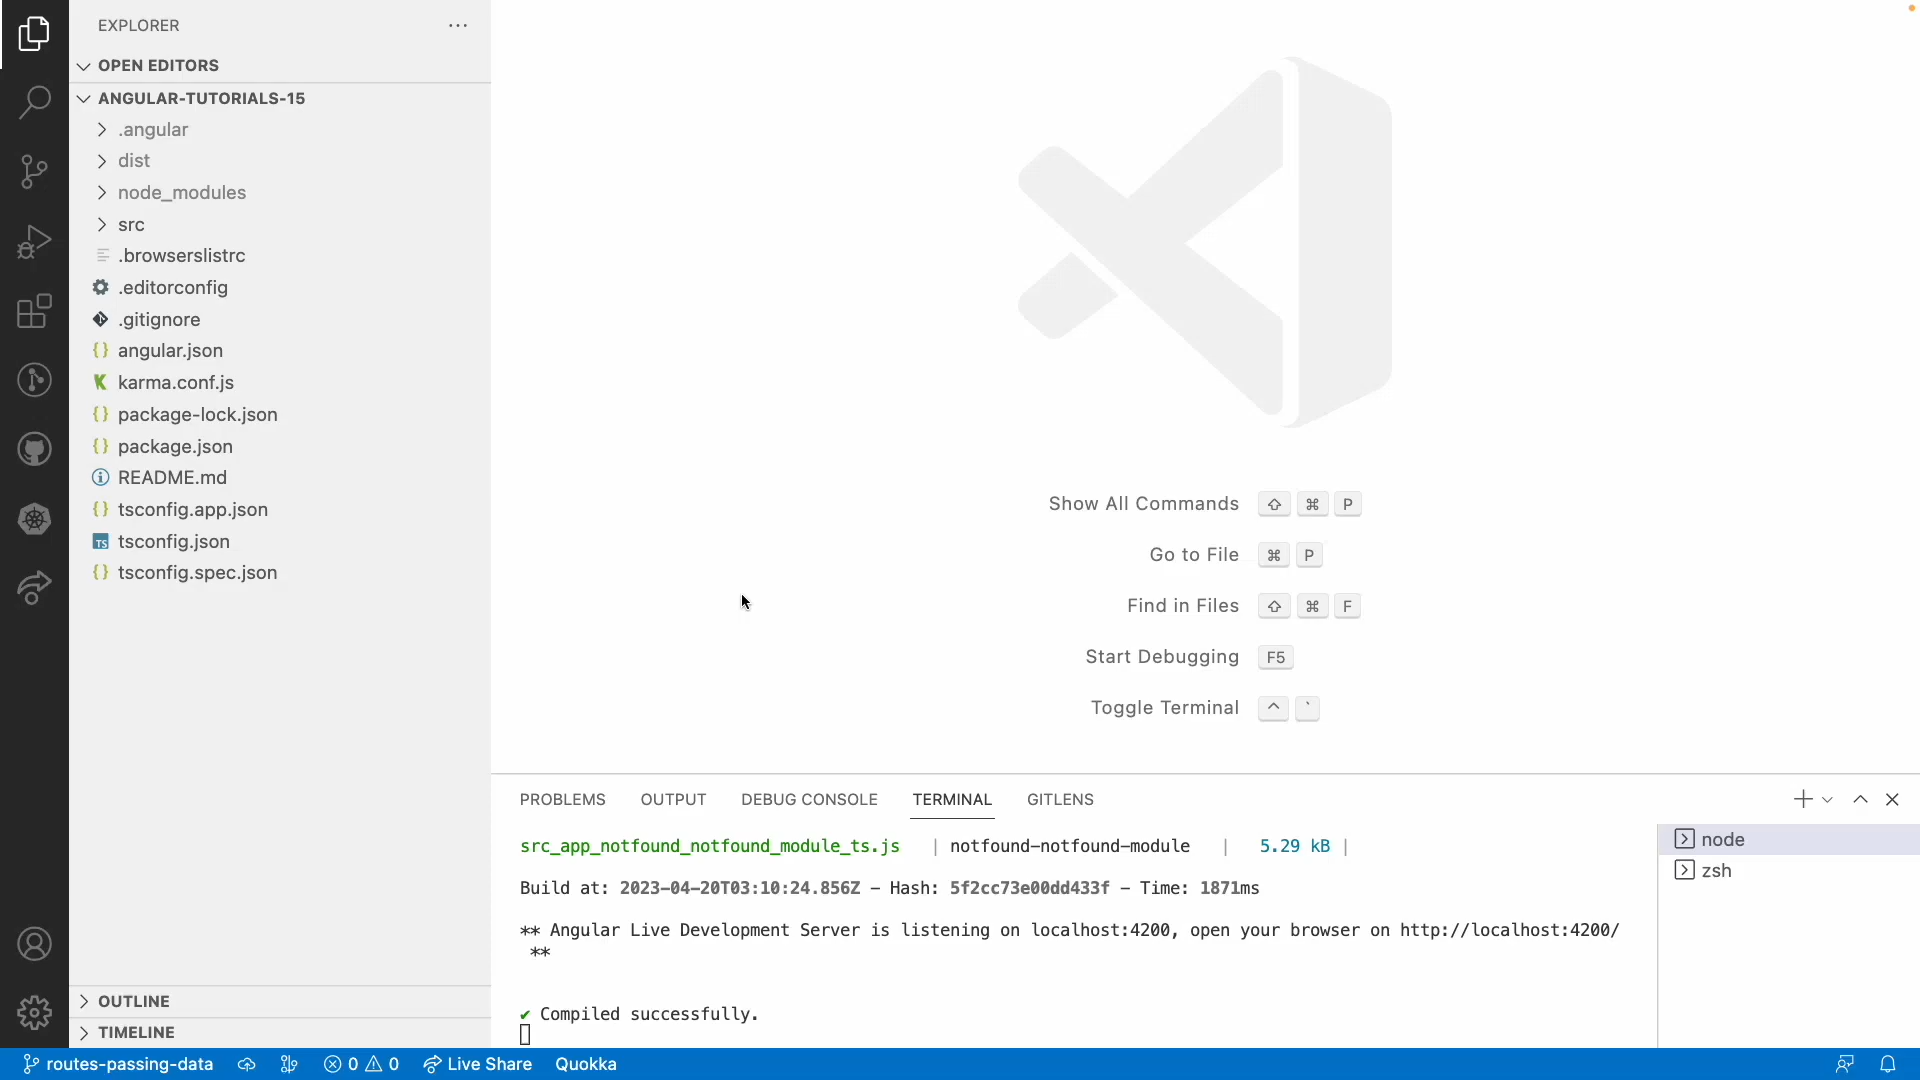 EXPLORER
OPEN EDITORS
ANGULAR-TUTORIALS-15
.angular
dist
node_modules
src
.browserslistrc
.editorconfig
.gitignore
angular.json
karma.conf.js
package-lock.json
package.json
README.md
tsconfig.app.json
TS tsconfig.json
tsconfig.spec.json
OUTLINE
TIMELINE
Show All Commands ⇧ ⌘ P
Go to File ⌘ P
Find in Files ⇧ ⌘ F
Start Debugging F5
Toggle Terminal ^ `
PROBLEMS OUTPUT DEBUG CONSOLE TERMINAL GITLENS
src_app_notfound_notfound_module_ts.js | notfound-notfound-module | 5.29 kB |
Build at: 2023-04-20T03:10:24.856Z - Hash: 5f2cc73e00dd433f - Time: 1871ms
** Angular Live Development Server is listening on localhost:4200, open your browser on http://localhost:4200/
**
✔ Compiled successfully.
node
zsh
routes-passing-data 0 0 Live Share Quokka